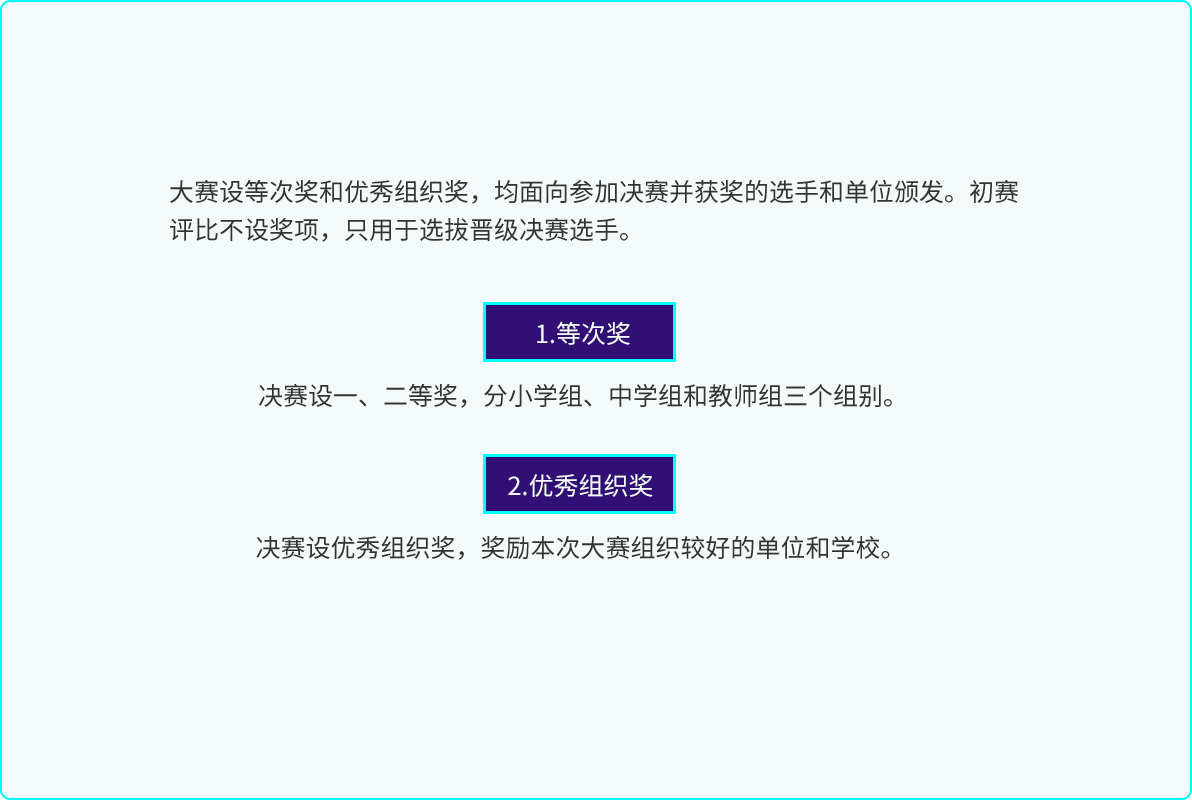 大赛设等次奖和优秀组织奖，均面向参加决赛并获奖的选手和单位颁发。初赛
评比不设奖项，只用于选拔晋级决赛选手。
1.等次奖
决赛设一、二等奖，分小学组、中学组和教师组三个组别。
2.优秀组织奖
决赛设优秀组织奖，奖励本次大赛组织较好的单位和学校。